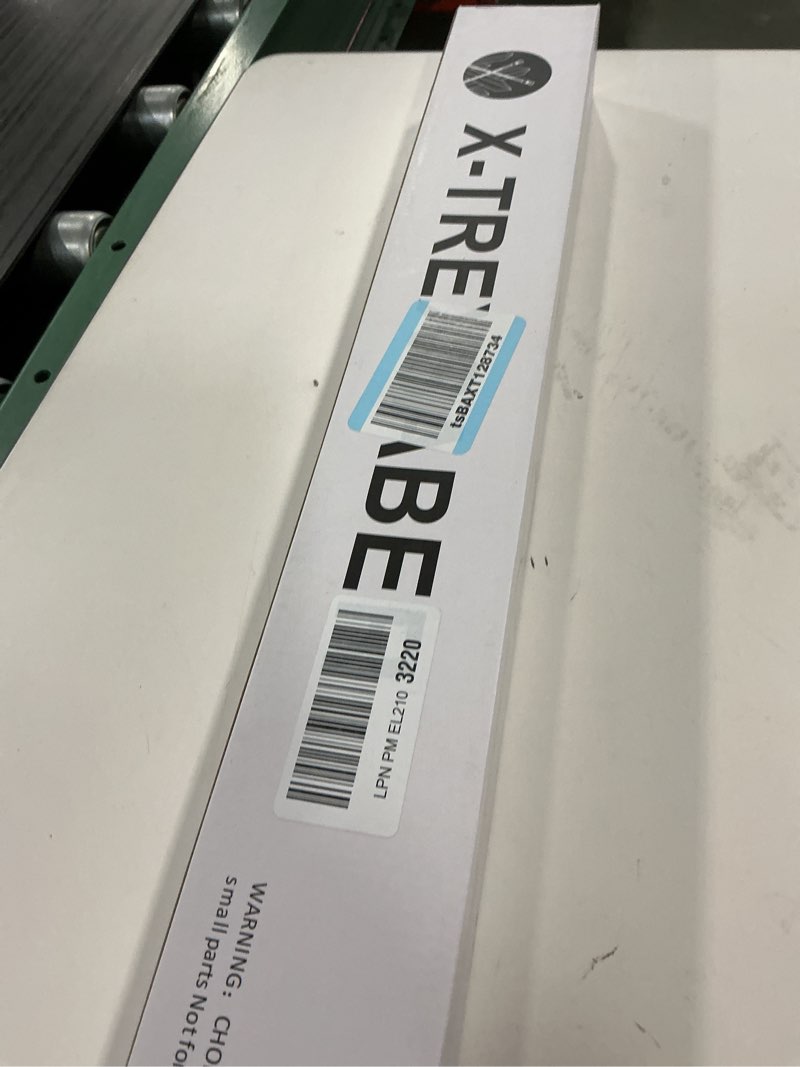 X-TRE
BE
tsBAXT128734
LPN PM EL210 3220
WARNING: CHO
small parts Not fo